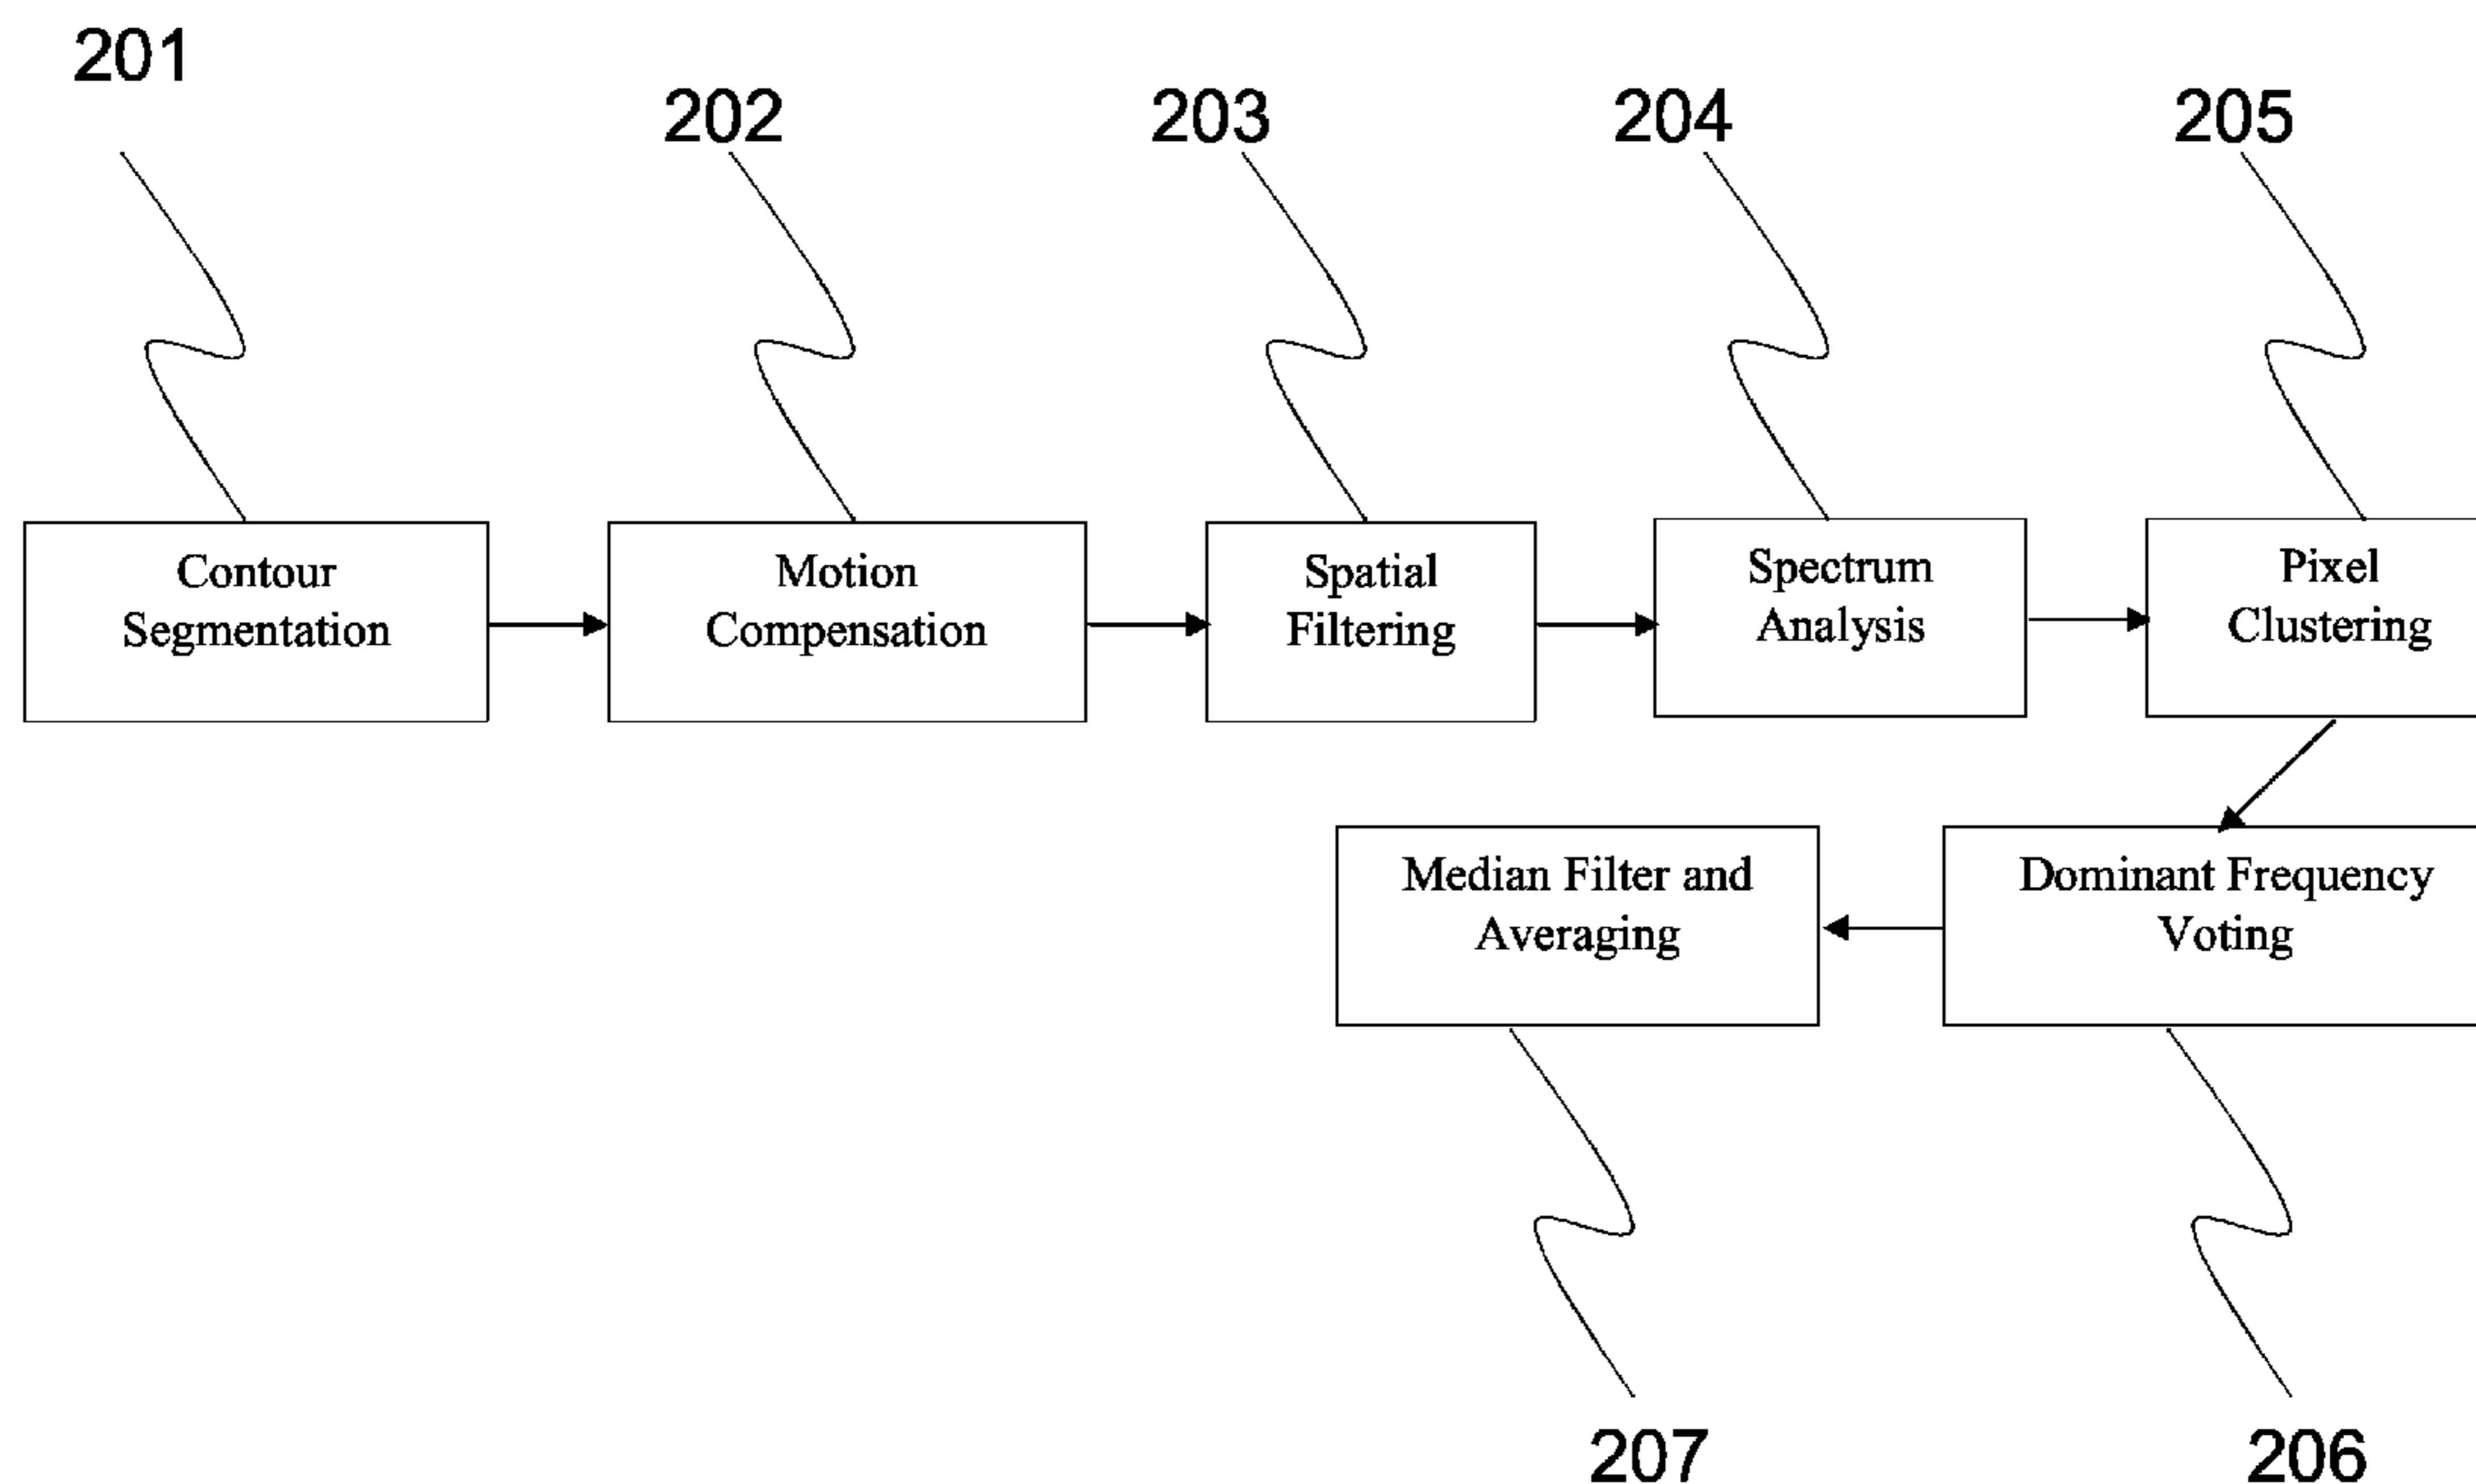 201
202
203
204
205
Contour
Segmentation
Motion
Compensation
Spatial
Filtering
Spectrum
Analysis
Pixel
Clustering
Median Filter and
Averaging
Dominant Frequency
Voting
207
206